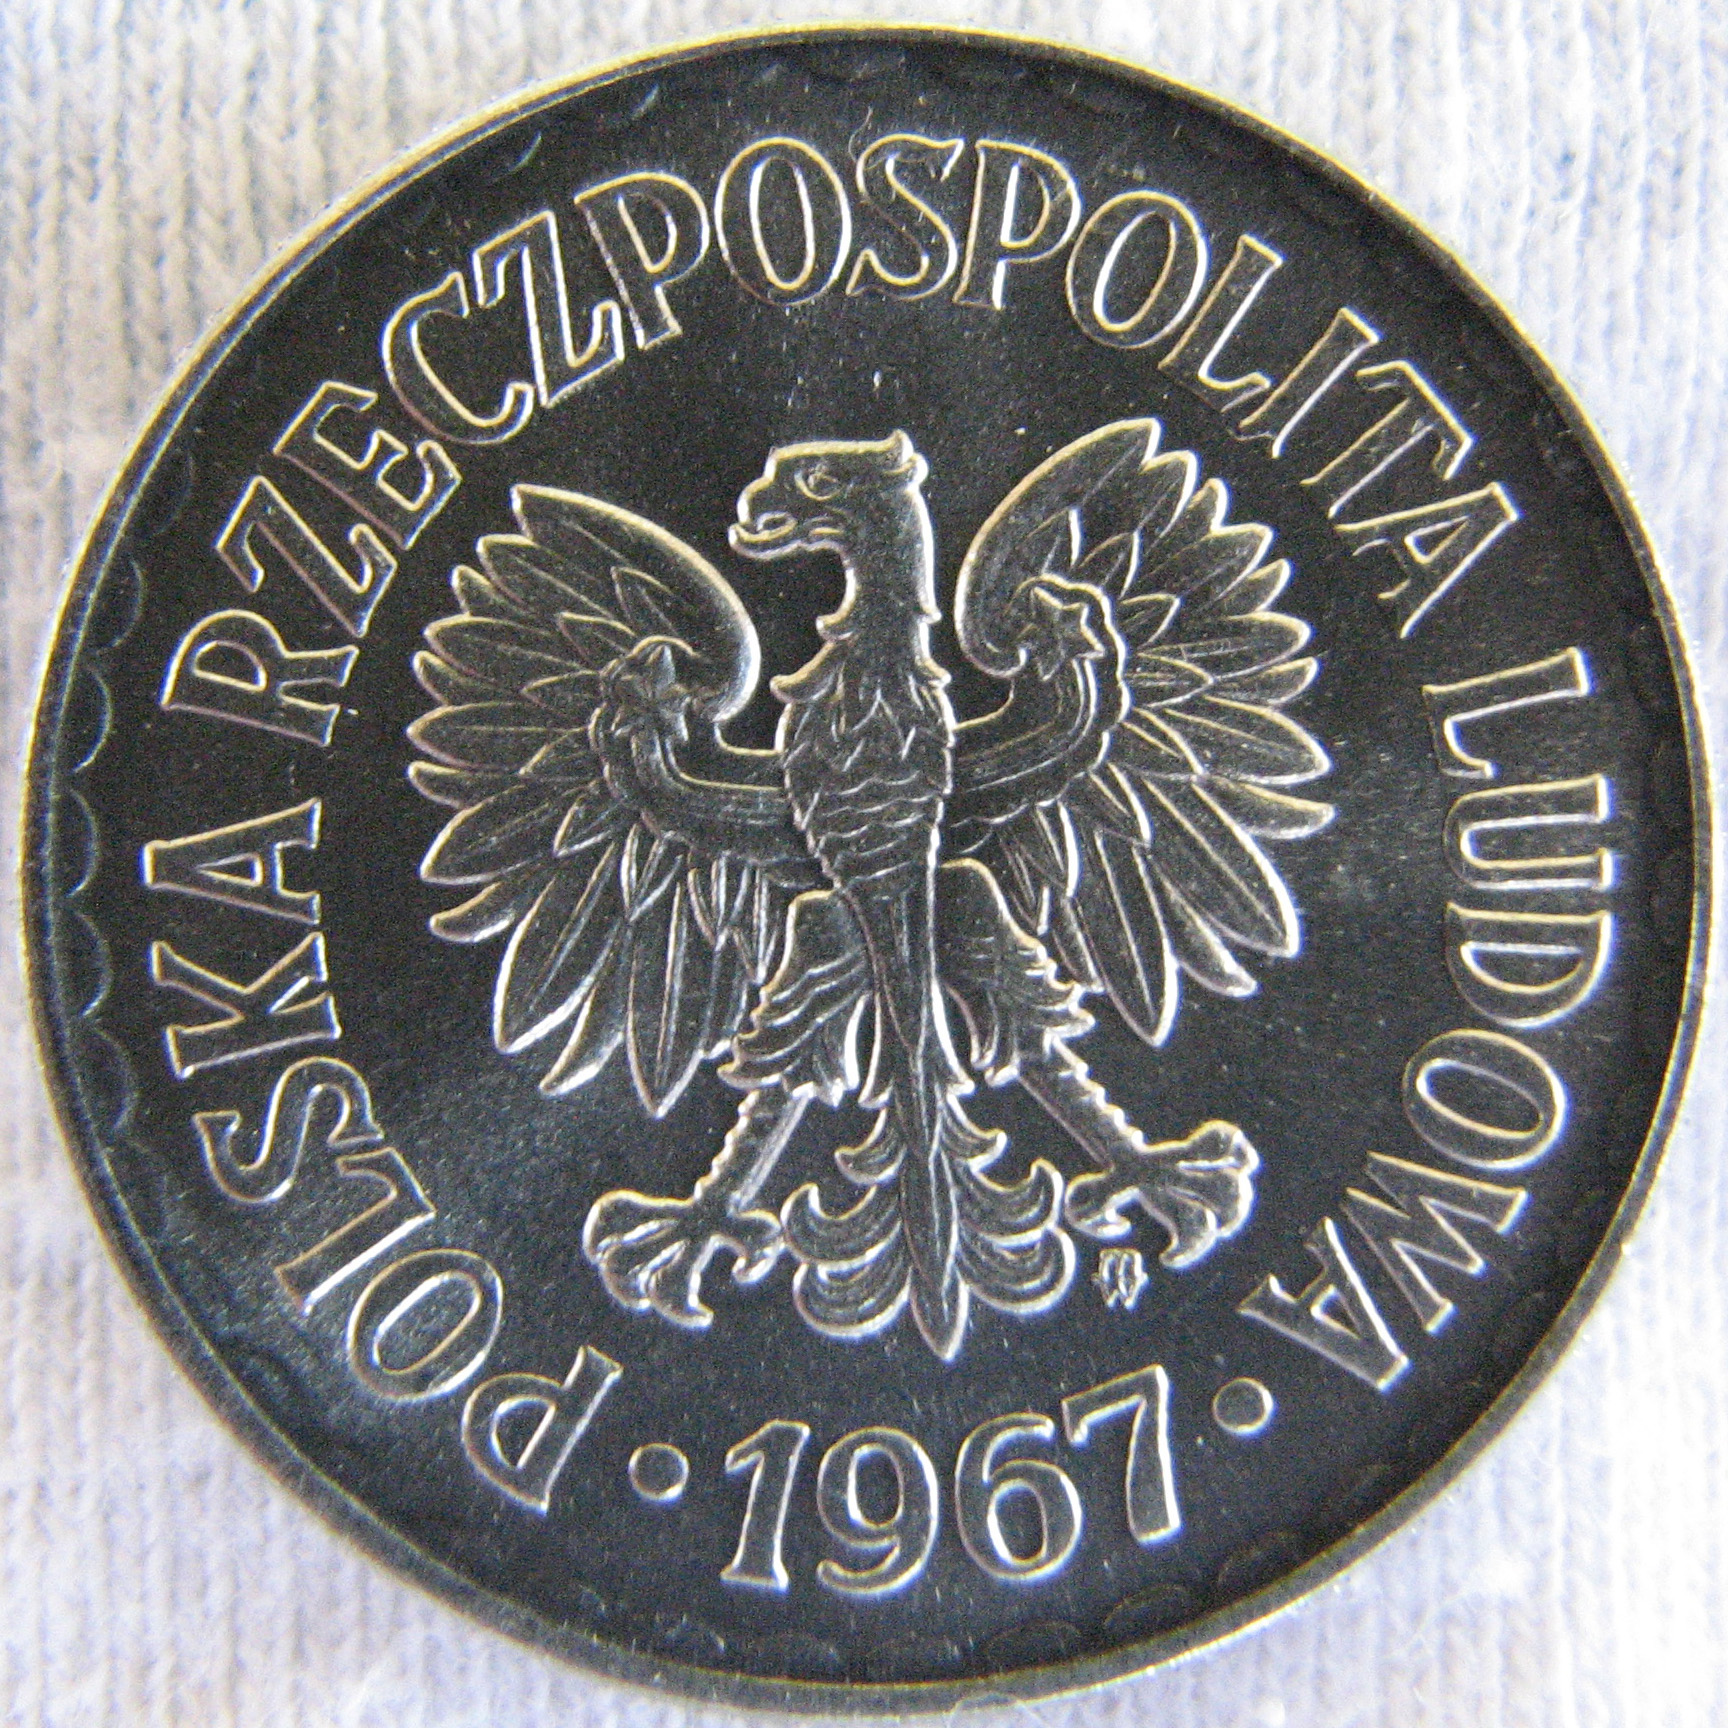 POLSKA RZECZPOSPOLITA LUDOWA
• 1967 •